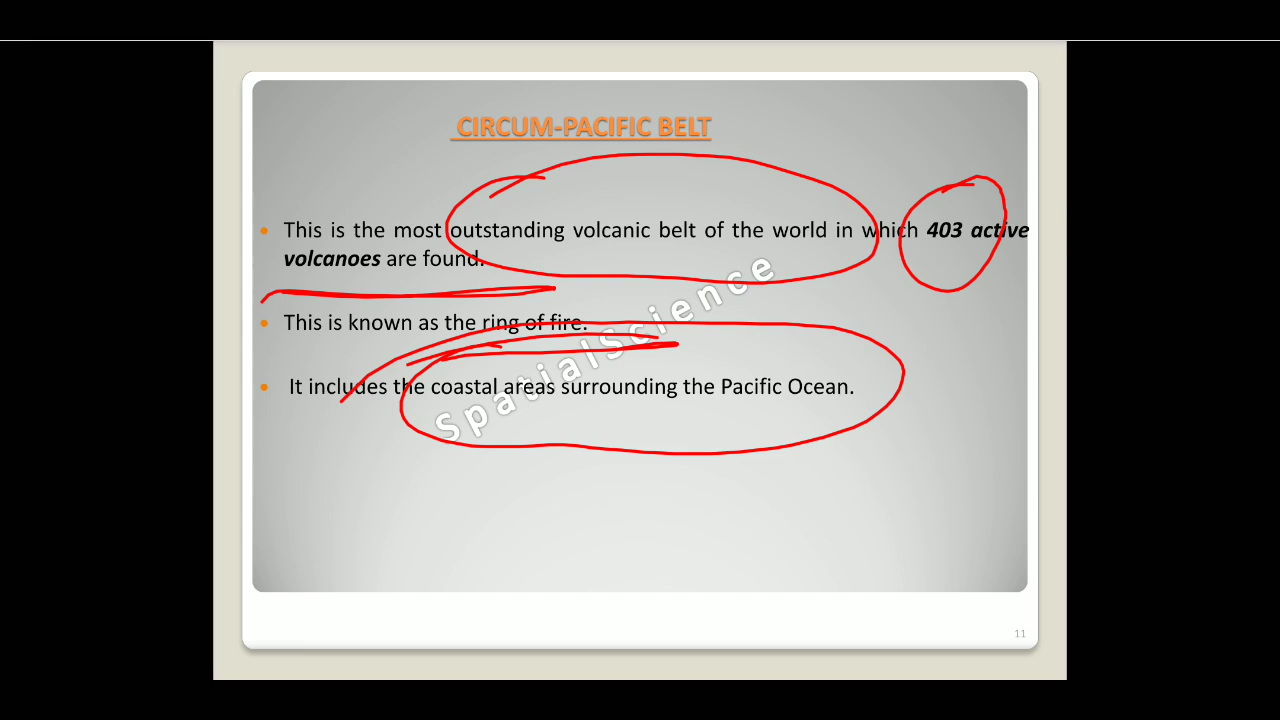 CIRCUM-PACIFIC BELT
• This is the most outstanding volcanic belt of the world in which 403 active
volcanoes are found.
• This is known as the ring of fire.
• It includes the coastal areas surrounding the Pacific Ocean.
SpatialScience
11